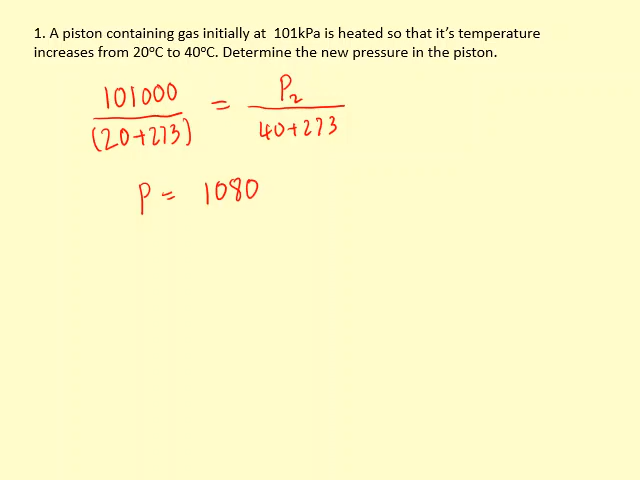 1. A piston containing gas initially at 101kPa is heated so that it's temperature
increases from 20°C to 40°C. Determine the new pressure in the piston.
101000 / (20+273) = P₂ / 40+273
P = 1080